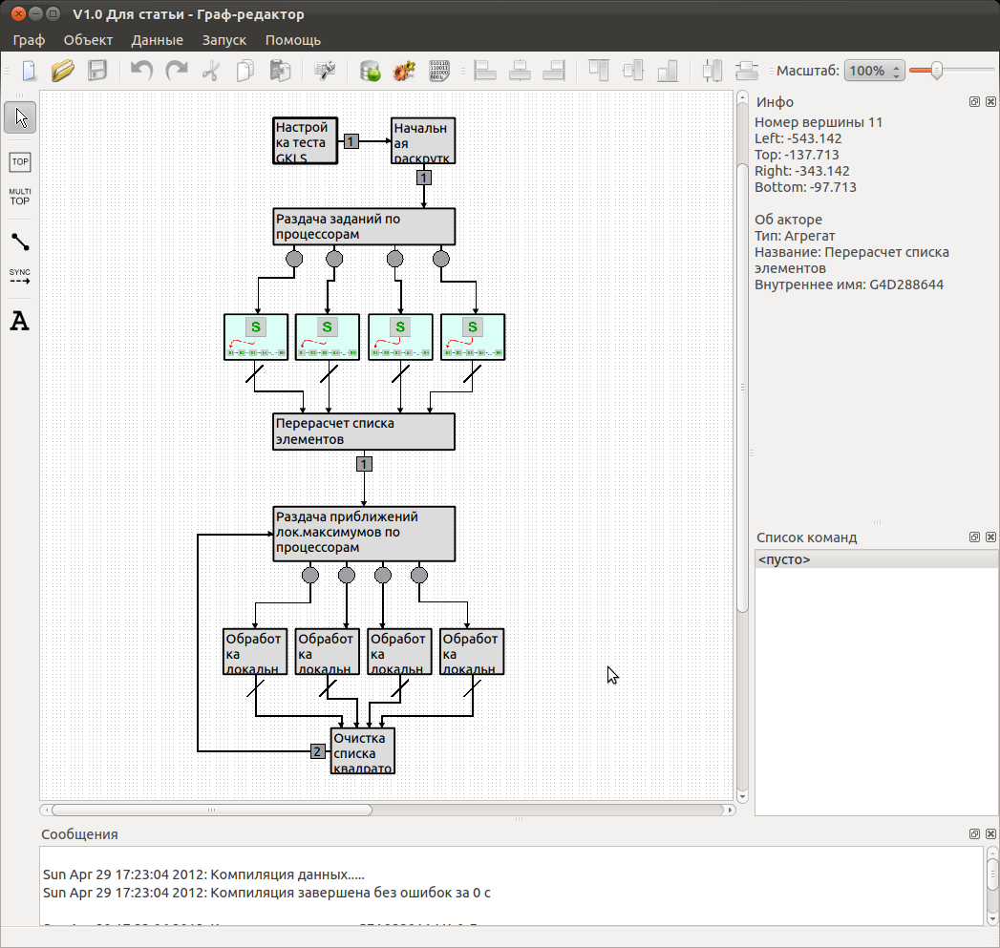 V1.0 Для статьи - Граф-редактор
Граф Объект Данные Запуск Помощь
Масштаб: 100%
TOP
MULTI
TOP
SYNC
A
Настрой
ка теста
GKLS
1
Начальн
ая
раскрутк
1
Раздача заданий по
процессорам
S S S S
Перерасчет списка
элементов
1
Раздача приближений
лок.максимумов по
процессорам
Обработ
ка
локальн
Обработ
ка
локальн
Обработ
ка
локальн
Обработ
ка
локальн
2
Очистка
списка
квадрато
Инфо
Номер вершины 11
Left: -543.142
Top: -137.713
Right: -343.142
Bottom: -97.713
Об акторе
Тип: Агрегат
Название: Перерасчет списка
элементов
Внутреннее имя: G4D288644
Список команд
<пусто>
Сообщения
Sun Apr 29 17:23:04 2012: Компиляция данных.....
Sun Apr 29 17:23:04 2012: Компиляция завершена без ошибок за 0 с